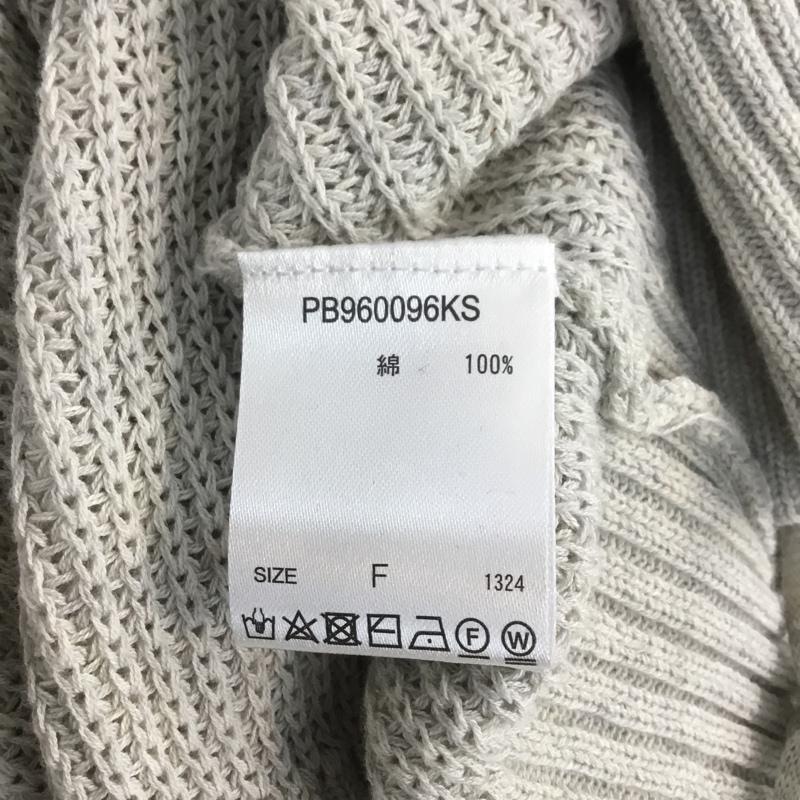 PB960096KS
綿 100%
SIZE F 1324
F W